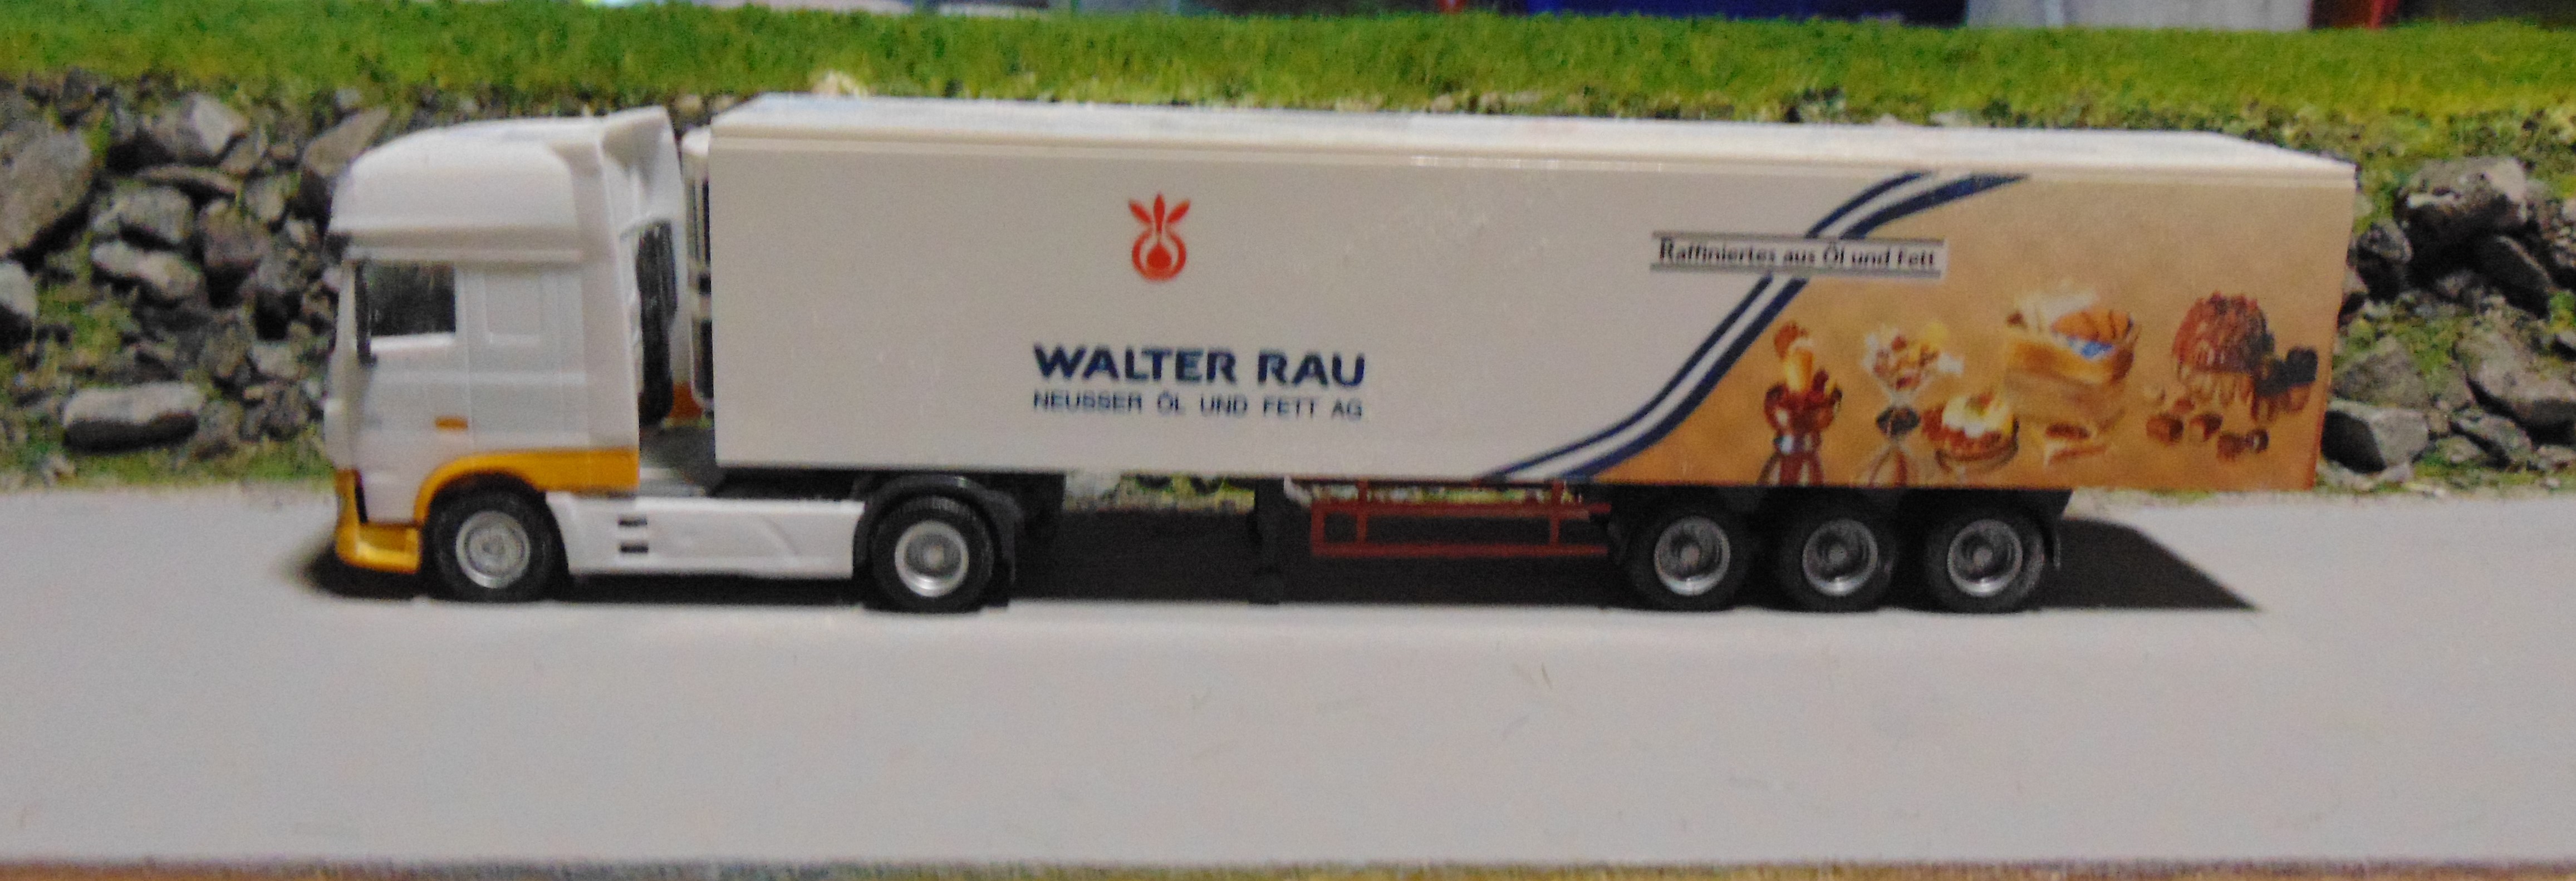 WALTER RAU
NEUSSER ÖL UND FETT AG
Raffiniertes aus Öl und Fett